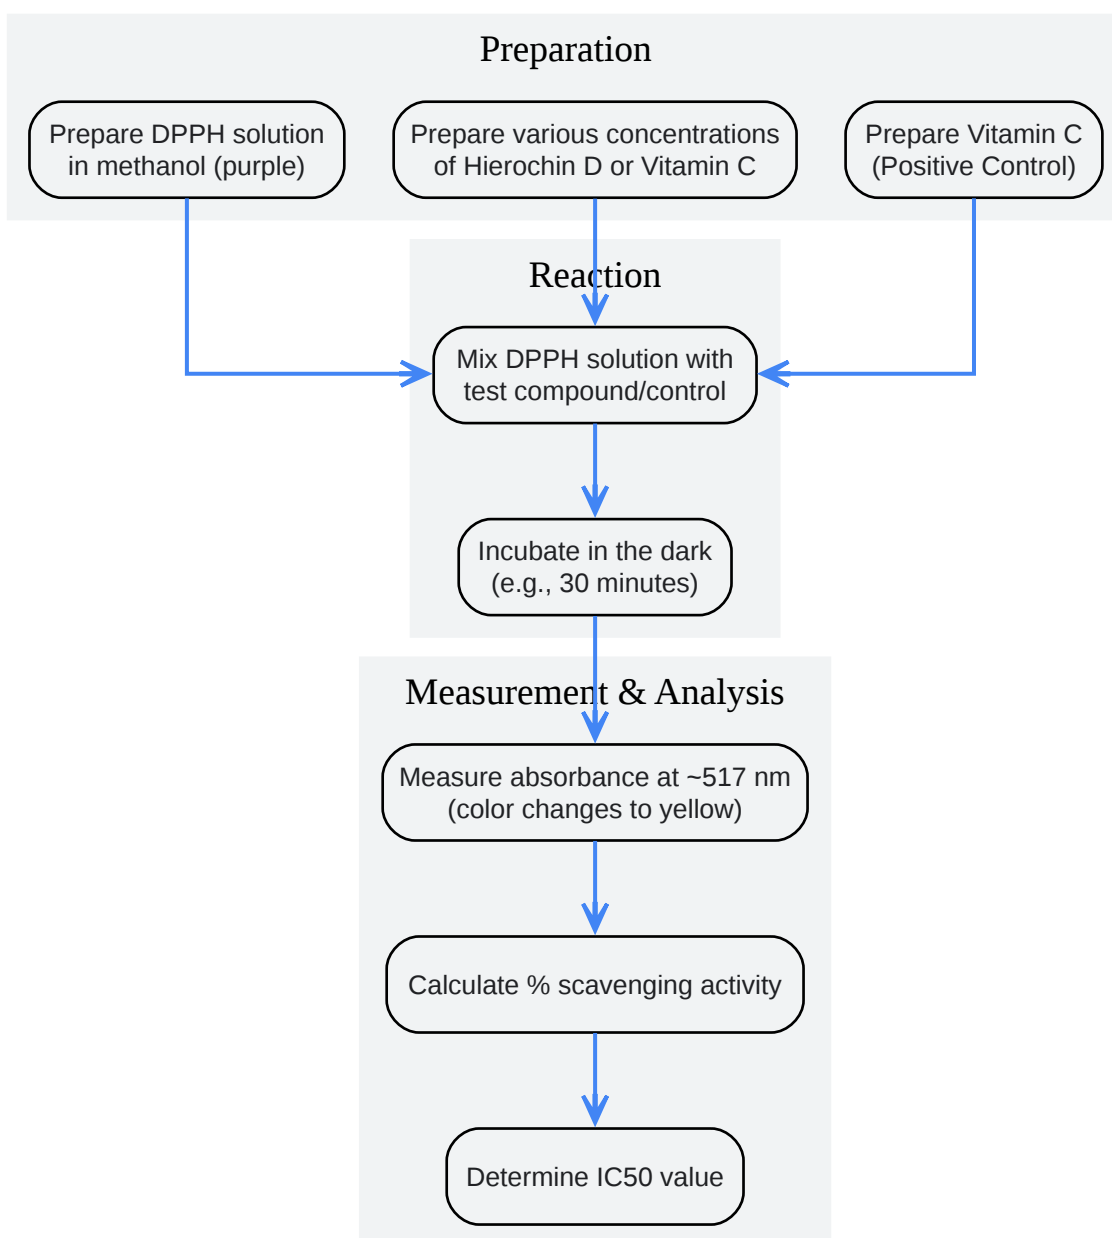 Preparation
Prepare DPPH solution
in methanol (purple)
Prepare various concentrations
of Hierochin D or Vitamin C
Prepare Vitamin C
(Positive Control)
Reaction
Mix DPPH solution with
test compound/control
Incubate in the dark
(e.g., 30 minutes)
Measurement & Analysis
Measure absorbance at ~517 nm
(color changes to yellow)
Calculate % scavenging activity
Determine IC50 value